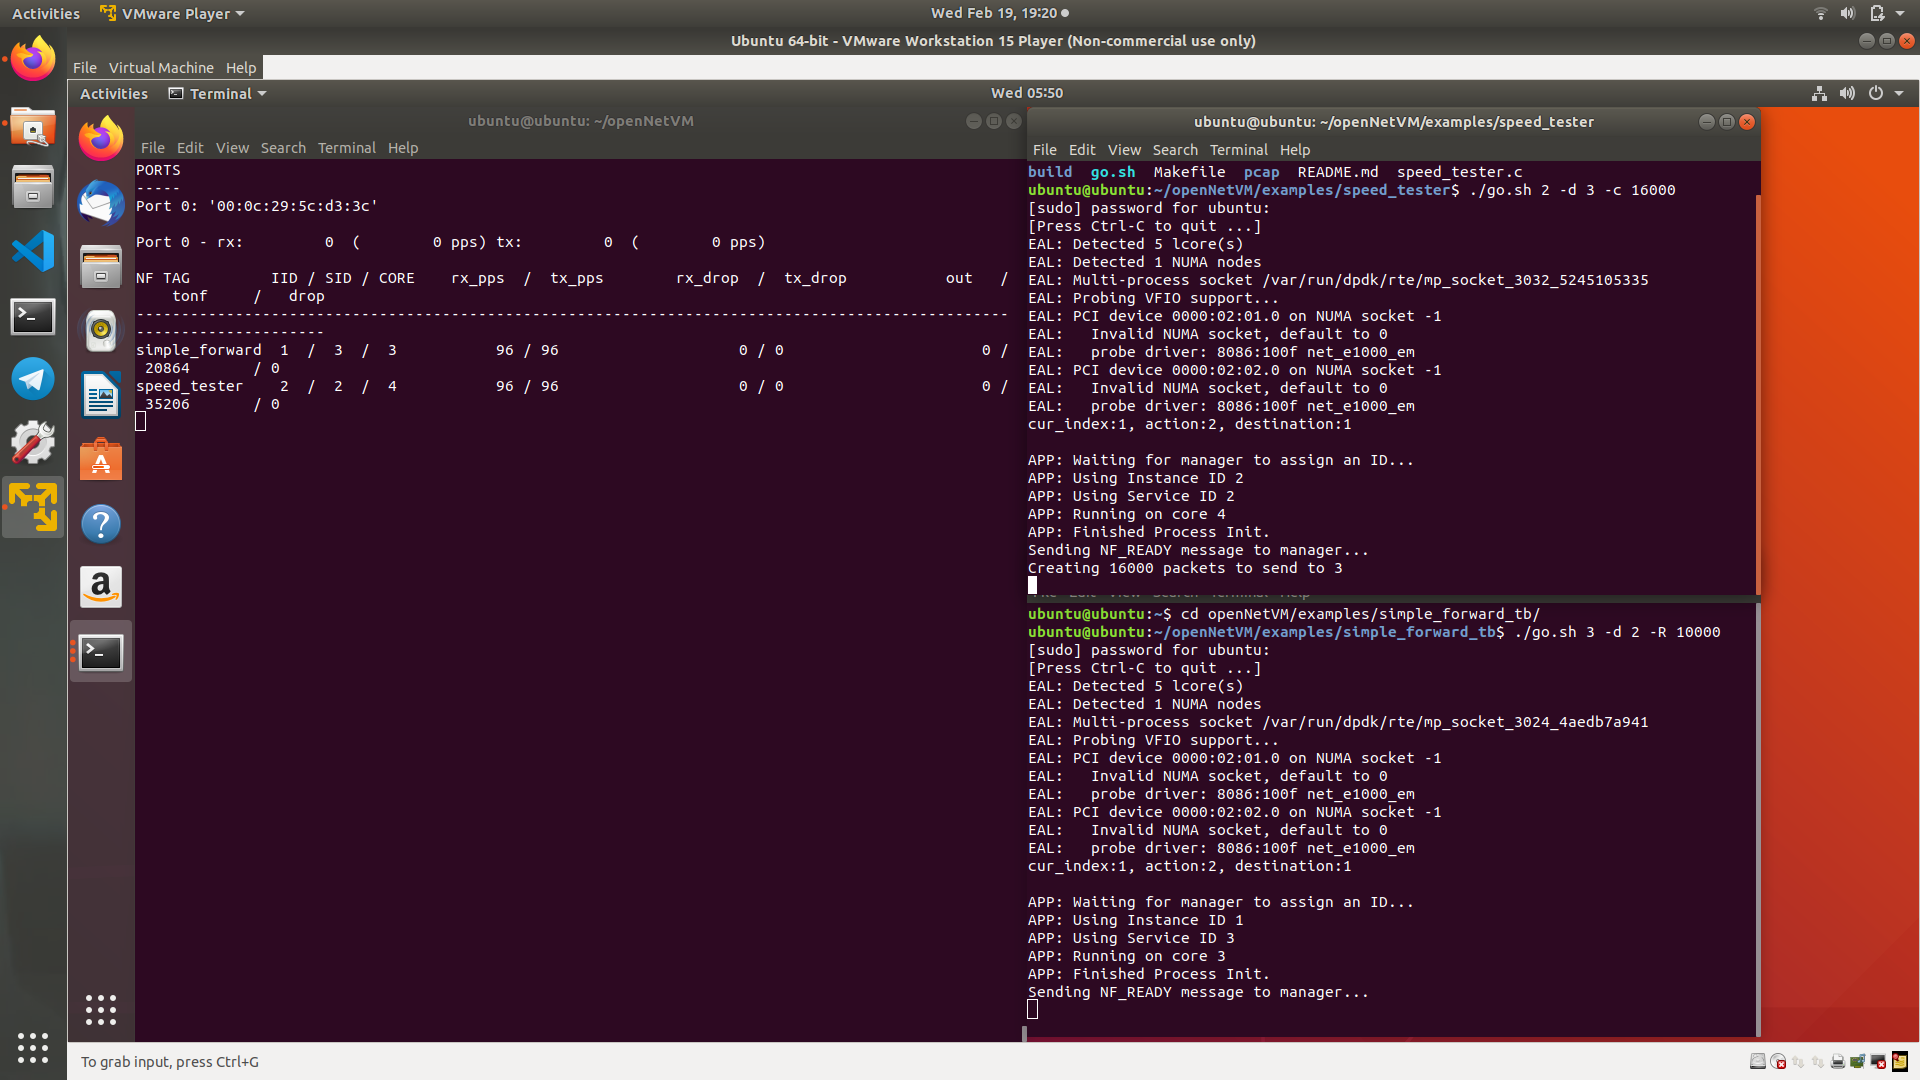 Activities VMware Player Wed Feb 19, 19:20
Ubuntu 64-bit - VMware Workstation 15 Player (Non-commercial use only)
File Virtual Machine Help
Activities Terminal Wed 05:50
ubuntu@ubuntu: ~/openNetVM
File Edit View Search Terminal Help
PORTS
-----
Port 0: '00:0c:29:5c:d3:3c'
Port 0 - rx: 0 ( 0 pps) tx: 0 ( 0 pps)
NF TAG IID / SID / CORE rx_pps / tx_pps rx_drop / tx_drop out /
tonf / drop
-------------------------------------------------------------------------------------------------
---------------------
simple_forward 1 / 3 / 3 96 / 96 0 / 0 0 /
20864 / 0
speed_tester 2 / 2 / 4 96 / 96 0 / 0 0 /
35206 / 0
ubuntu@ubuntu: ~/openNetVM/examples/speed_tester
File Edit View Search Terminal Help
build go.sh Makefile pcap README.md speed_tester.c
ubuntu@ubuntu:~/openNetVM/examples/speed_tester$ ./go.sh 2 -d 3 -c 16000
[sudo] password for ubuntu:
[Press Ctrl-C to quit ...]
EAL: Detected 5 lcore(s)
EAL: Detected 1 NUMA nodes
EAL: Multi-process socket /var/run/dpdk/rte/mp_socket_3032_5245105335
EAL: Probing VFIO support...
EAL: PCI device 0000:02:01.0 on NUMA socket -1
EAL: Invalid NUMA socket, default to 0
EAL: probe driver: 8086:100f net_e1000_em
EAL: PCI device 0000:02:02.0 on NUMA socket -1
EAL: Invalid NUMA socket, default to 0
EAL: probe driver: 8086:100f net_e1000_em
cur_index:1, action:2, destination:1
APP: Waiting for manager to assign an ID...
APP: Using Instance ID 2
APP: Using Service ID 2
APP: Running on core 4
APP: Finished Process Init.
Sending NF_READY message to manager...
Creating 16000 packets to send to 3
File Edit View Search Terminal Help
ubuntu@ubuntu:~$ cd openNetVM/examples/simple_forward_tb/
ubuntu@ubuntu:~/openNetVM/examples/simple_forward_tb$ ./go.sh 3 -d 2 -R 10000
[sudo] password for ubuntu:
[Press Ctrl-C to quit ...]
EAL: Detected 5 lcore(s)
EAL: Detected 1 NUMA nodes
EAL: Multi-process socket /var/run/dpdk/rte/mp_socket_3024_4aedb7a941
EAL: Probing VFIO support...
EAL: PCI device 0000:02:01.0 on NUMA socket -1
EAL: Invalid NUMA socket, default to 0
EAL: probe driver: 8086:100f net_e1000_em
EAL: PCI device 0000:02:02.0 on NUMA socket -1
EAL: Invalid NUMA socket, default to 0
EAL: probe driver: 8086:100f net_e1000_em
cur_index:1, action:2, destination:1
APP: Waiting for manager to assign an ID...
APP: Using Instance ID 1
APP: Using Service ID 3
APP: Running on core 3
APP: Finished Process Init.
Sending NF_READY message to manager...
To grab input, press Ctrl+G